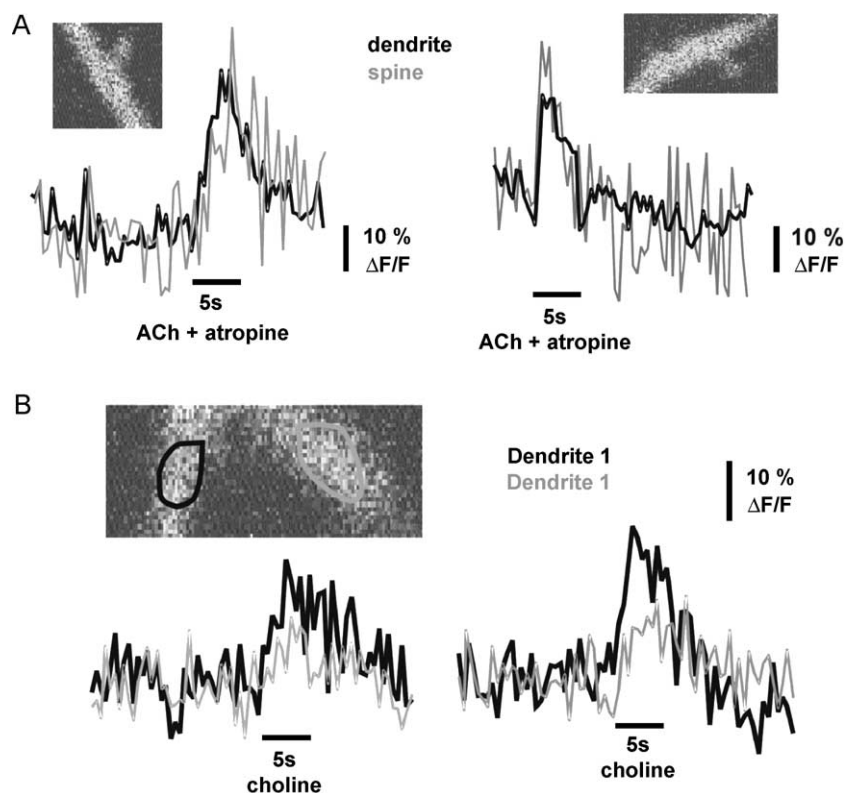 A
dendrite
spine
10 %
ΔF/F
5s
ACh + atropine
10 %
ΔF/F
5s
ACh + atropine
B
Dendrite 1
Dendrite 1
10 %
ΔF/F
5s
choline
5s
choline